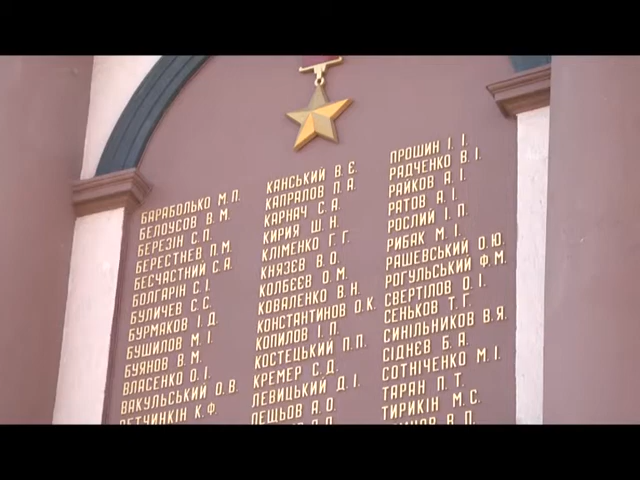 БАРАБОЛЬКО М.П.
БЕЛОУСОВ В.М.
БЕРЕЗІН С.П.
БЕРЕСТНЕВ П.М.
БЕСЧАСТНИЙ С.А.
БОЛГАРІН С.І.
БУЛИЧЕВ С.С.
БУРМАКОВ І.Д.
БУШИЛОВ М.І.
БУЯНОВ В.М.
ВЛАСЕНКО О.І.
ВАКУЛЬСЬКИЙ О.В.
ВЕТЧИНКІН К.Ф.
КАНСЬКИЙ В.Є.
КАПРАЛОВ П.А.
КАРНАЧ С.А.
КИРИЯ Ш.Н.
КЛІМЕНКО Г.Г.
КНЯЗЄВ В.О.
КОЛБЄЄВ О.М.
КОВАЛЕНКО В.Н.
КОНСТАНТИНОВ О.К.
КОПИЛОВ І.П.
КОСТЕЦЬКИЙ П.П.
КРЕМЕР С.Д.
ЛЕВИЦЬКИЙ Д.І.
ЛЕЩЬОВ А.О.
ПРОШИН І.І.
РАДЧЕНКО В.І.
РАЙКОВ А.І.
РАТОВ А.І.
РОСЛИЙ І.П.
РИБАК М.І.
РАШЕВСЬКИЙ О.Ю.
РОГУЛЬСЬКИЙ Ф.М.
СВЕРТІЛОВ О.І.
СЕНЬКОВ Т.Г.
СИНІЛЬНИКОВ В.Я.
СІДНЄВ Б.А.
СОТНІЧЕНКО М.І.
ТАРАН П.Т.
ТИРИКІН М.С.
В.П.